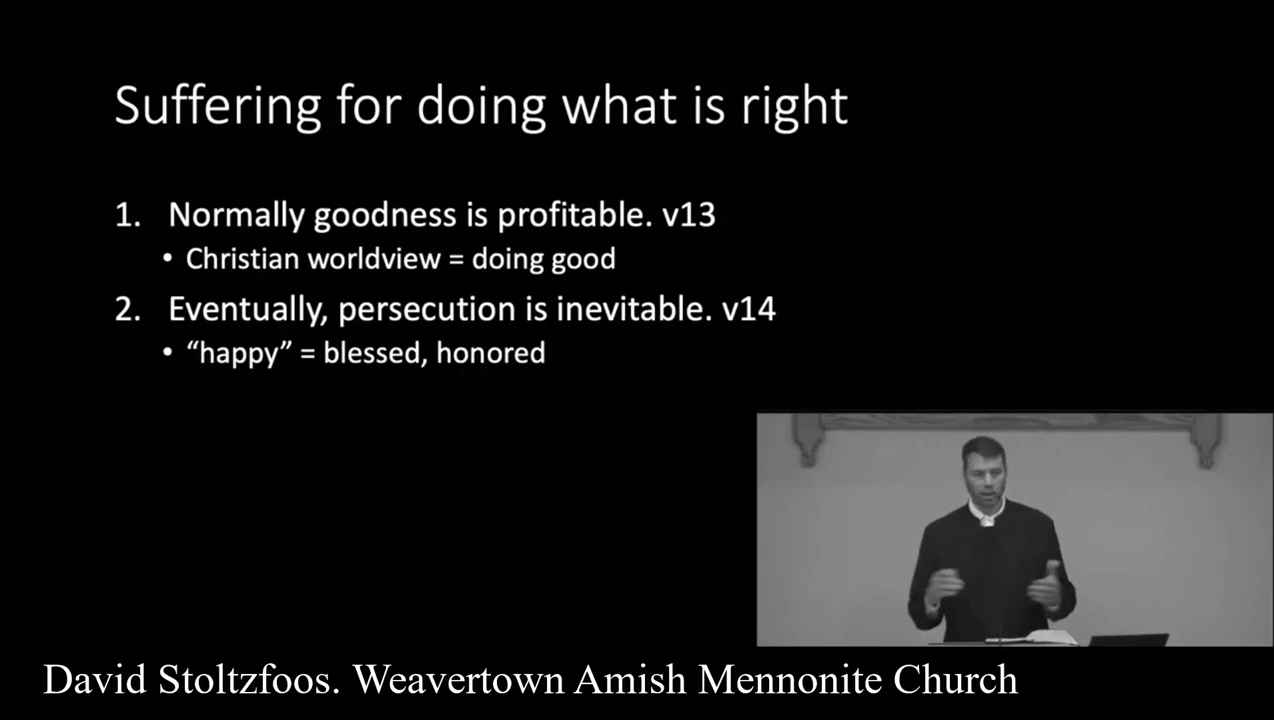 Suffering for doing what is right
1. Normally goodness is profitable. v13
• Christian worldview = doing good
2. Eventually, persecution is inevitable. v14
• “happy” = blessed, honored
David Stoltzfoos. Weavertown Amish Mennonite Church